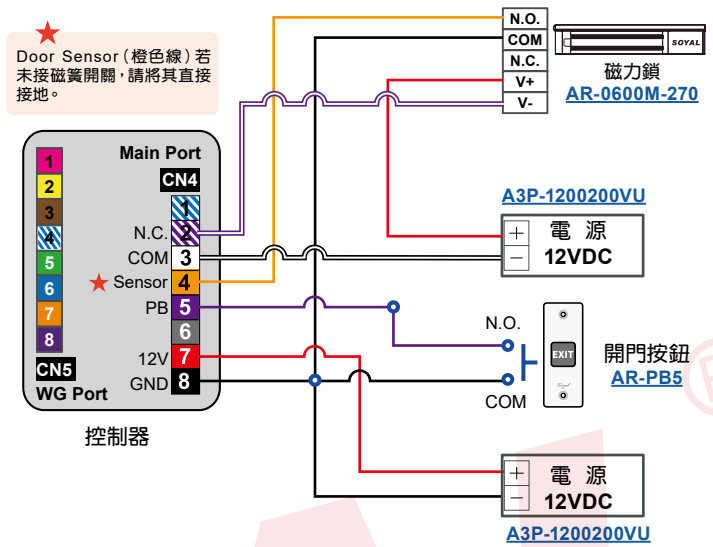 Door Sensor（橙色線）若
未接磁簧開關，請將其直接
接地。
N.O.
COM
N.C.
V+
V-
SOYAL
磁力鎖
AR-0600M-270
1
2
3
4
5
6
7
8
CN5
WG Port
Main Port
CN4
1
N.C. 2
COM 3
Sensor 4
PB 5
6
12V 7
GND 8
控制器
A3P-1200200VU
+
−
電 源
12VDC
N.O.
COM
EXIT
開門按鈕
AR-PB5
+
−
電 源
12VDC
A3P-1200200VU